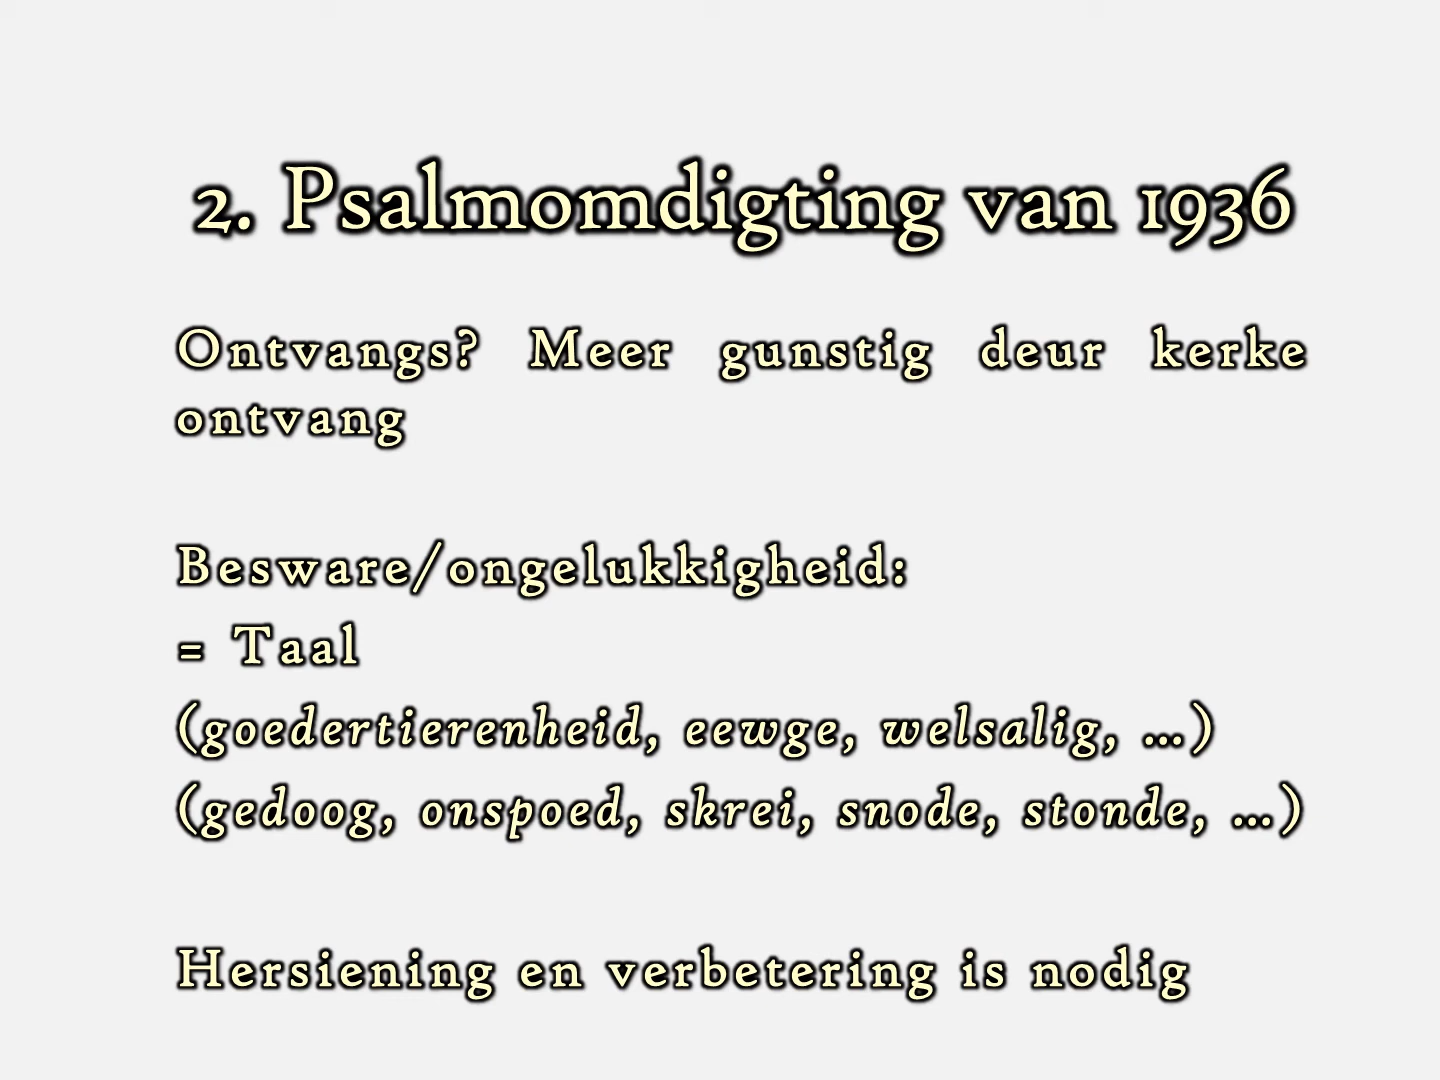 2. Psalmomdigting van 1936
Ontvangs? Meer gunstig deur kerke
ontvang
Besware/ongelukkigheid:
= Taal
(goedertierenheid, eewge, welsalig, ...)
(gedoog, onspoed, skrei, snode, stonde, ...)
Hersiening en verbetering is nodig